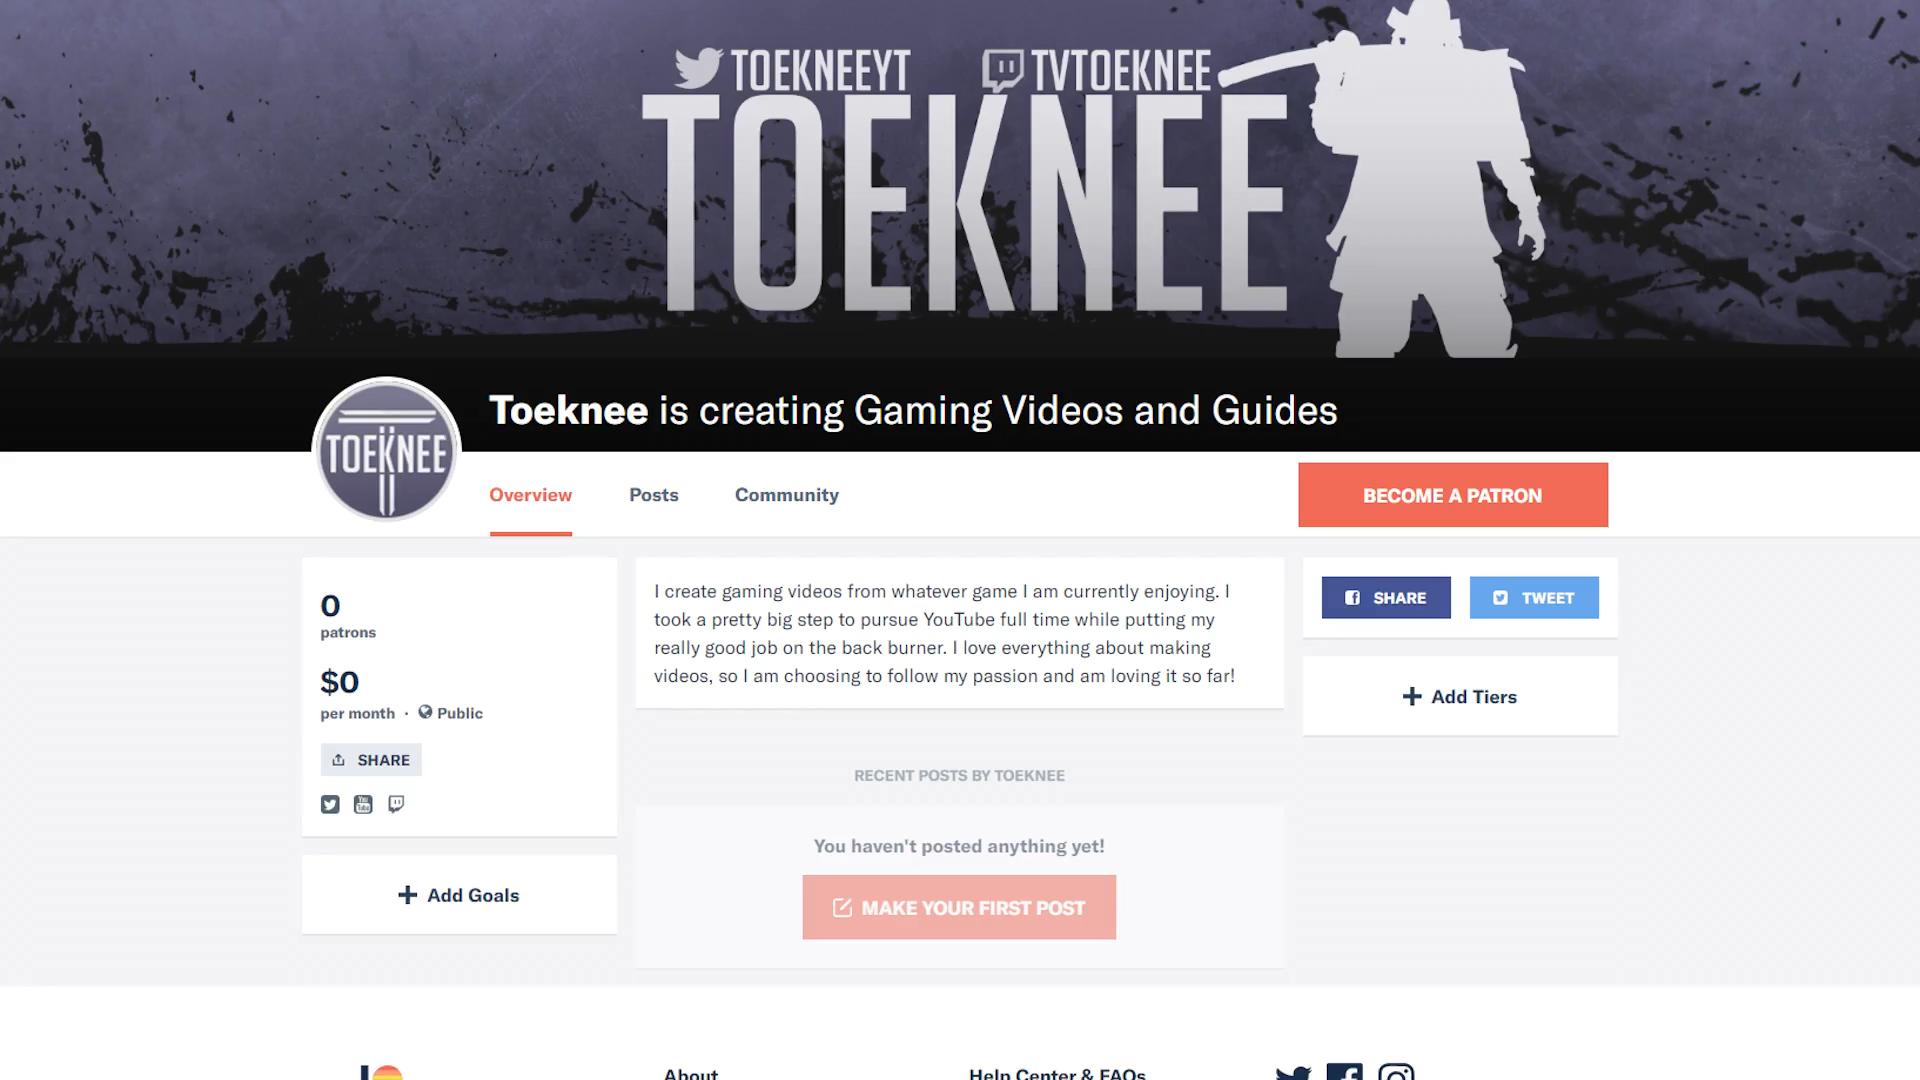 TOEKNEEYT TVTOEKNEE
TOEKNEE
TOEKNEE
Toeknee is creating Gaming Videos and Guides
Overview Posts Community
BECOME A PATRON
0
patrons
$0
per month · Public
SHARE
Add Goals
I create gaming videos from whatever game I am currently enjoying. I
took a pretty big step to pursue YouTube full time while putting my
really good job on the back burner. I love everything about making
videos, so I am choosing to follow my passion and am loving it so far!
RECENT POSTS BY TOEKNEE
You haven't posted anything yet!
MAKE YOUR FIRST POST
SHARE TWEET
Add Tiers
About
Help Center & FAQs